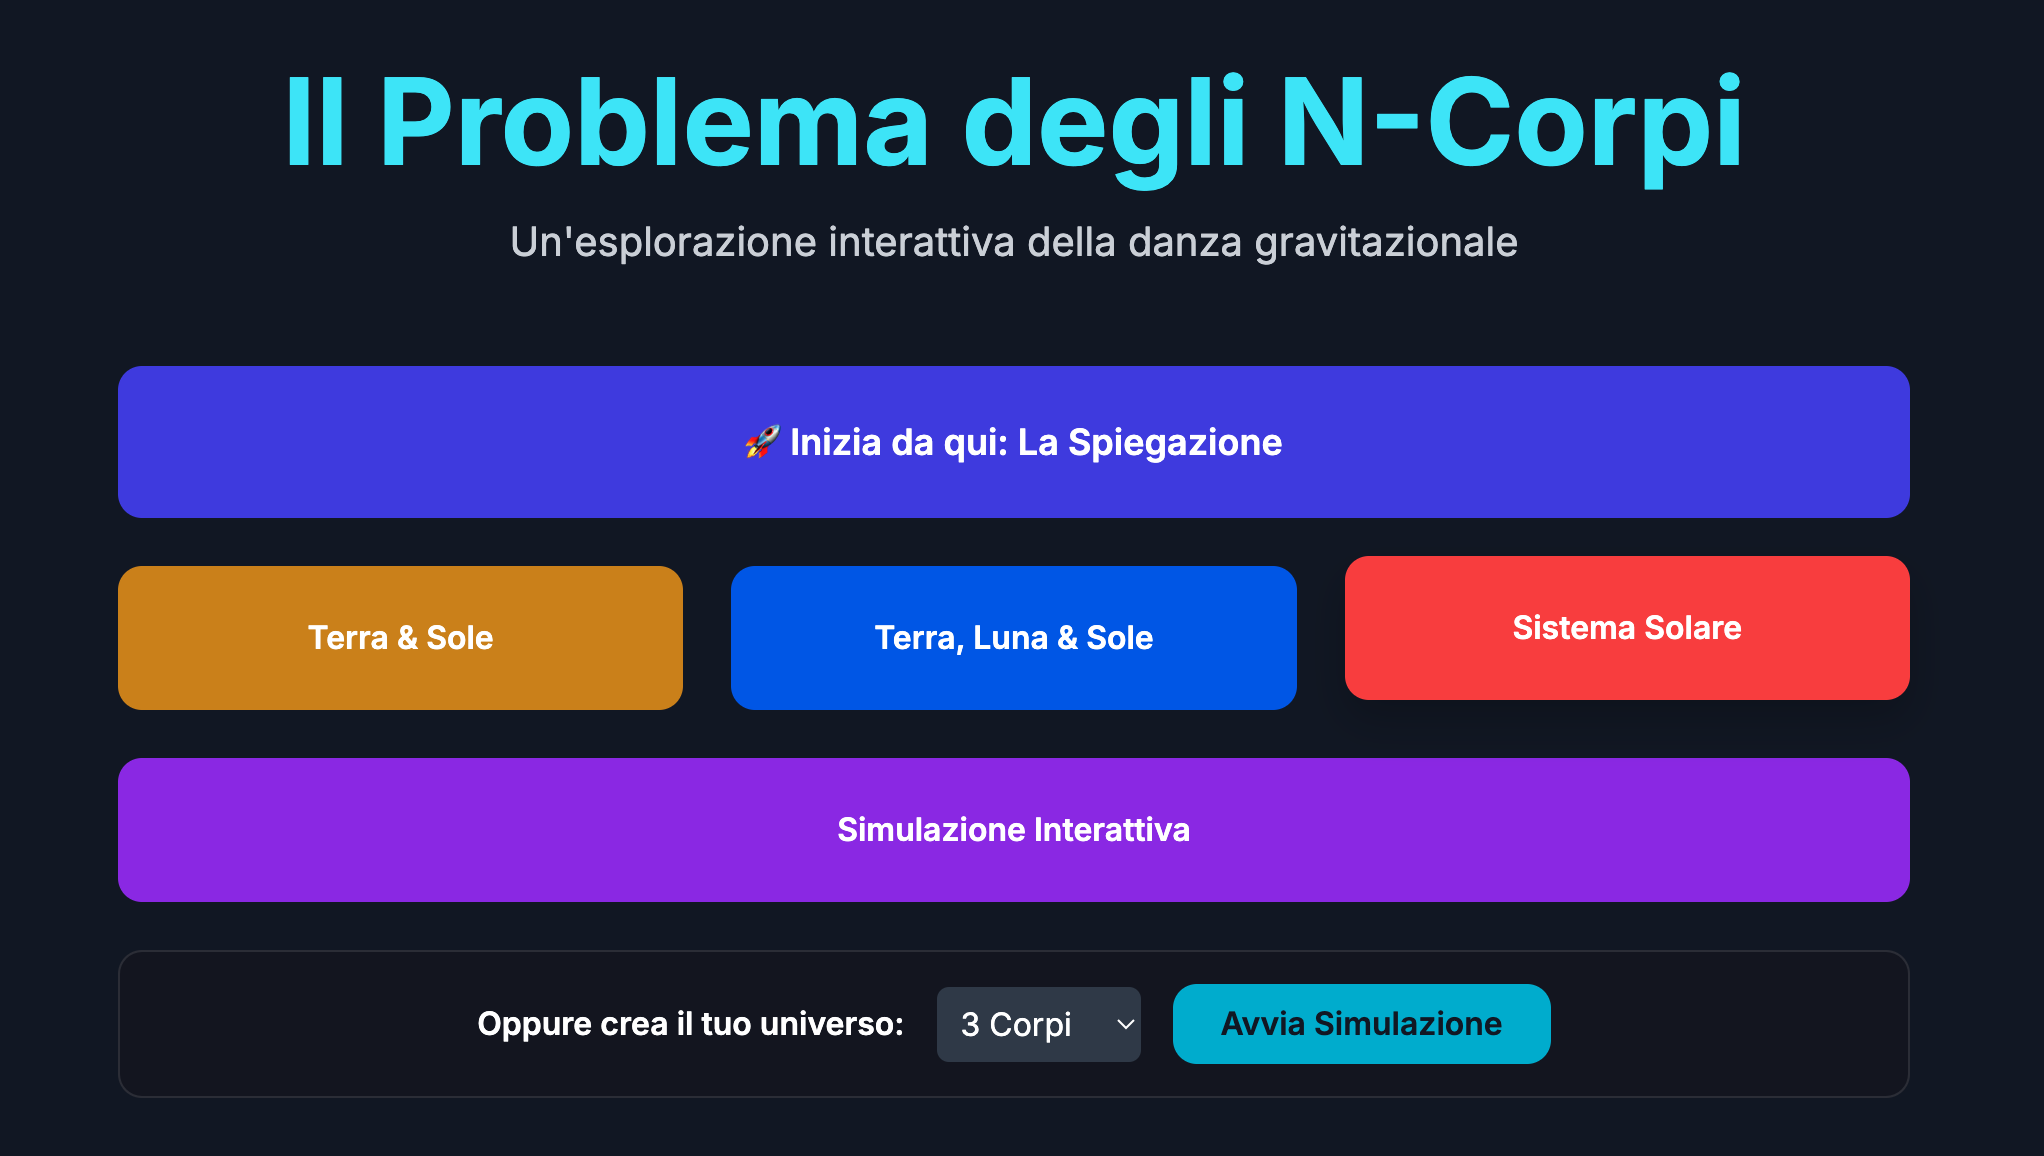 Il Problema degli N-Corpi
Un'esplorazione interattiva della danza gravitazionale
🚀 Inizia da qui: La Spiegazione
Terra & Sole
Terra, Luna & Sole
Sistema Solare
Simulazione Interattiva
Oppure crea il tuo universo: 3 Corpi Avvia Simulazione